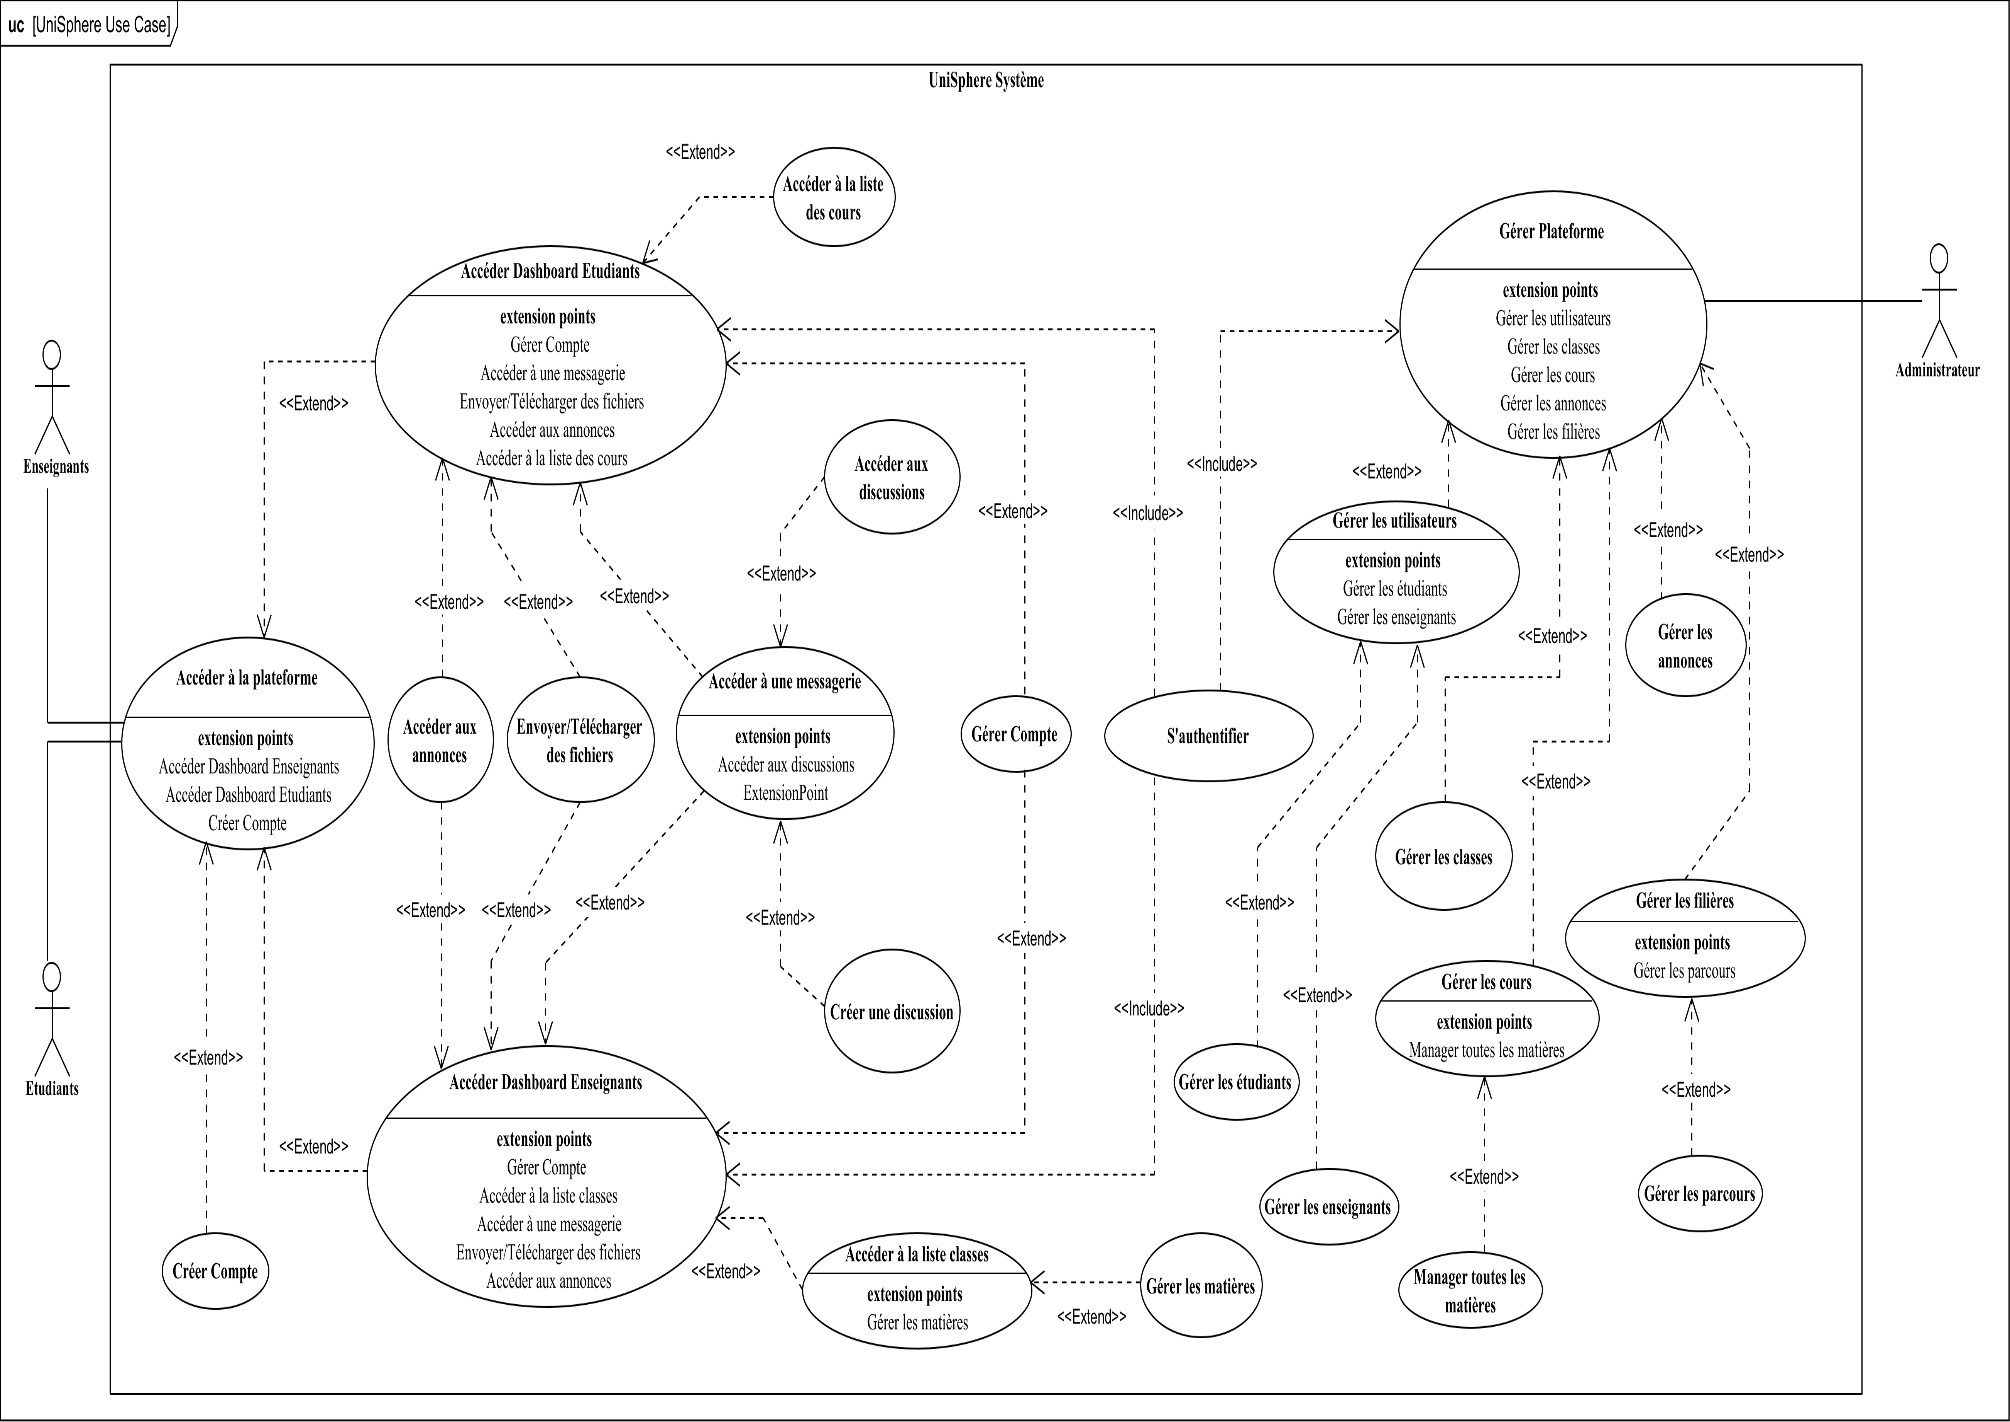 uc [UniSphere Use Case]
UniSphere Système
<<Extend>>
Accéder à la liste
des cours
Accéder Dashboard Etudiants
extension points
Gérer Compte
Accéder à une messagerie
Envoyer/Télécharger des fichiers
Accéder aux annonces
Accéder à la liste des cours
Gérer Plateforme
extension points
Gérer les utilisateurs
Gérer les classes
Gérer les cours
Gérer les annonces
Gérer les filières
Administrateur
Enseignants
<<Extend>>
Accéder aux
discussions
<<Extend>>
<<Include>>
<<Include>>
<<Extend>>
Gérer les utilisateurs
extension points
Gérer les étudiants
Gérer les enseignants
<<Extend>>
<<Extend>>
<<Extend>>
<<Extend>>
<<Extend>>
<<Extend>>
<<Extend>>
Gérer les
annonces
Accéder à la plateforme
extension points
Accéder Dashboard Enseignants
Accéder Dashboard Etudiants
Créer Compte
Accéder aux
annonces
Envoyer/Télécharger
des fichiers
Accéder à une messagerie
extension points
Accéder aux discussions
ExtensionPoint
Gérer Compte
S'authentifier
<<Extend>>
Gérer les classes
<<Extend>>
<<Extend>>
<<Extend>>
<<Extend>>
<<Extend>>
<<Extend>>
Gérer les filières
extension points
Gérer les parcours
<<Extend>>
Gérer les cours
extension points
Manager toutes les matières
Créer une discussion
<<Include>>
Etudiants
<<Extend>>
Gérer les étudiants
<<Extend>>
Accéder Dashboard Enseignants
extension points
Gérer Compte
Accéder à la liste classes
Accéder à une messagerie
Envoyer/Télécharger des fichiers
Accéder aux annonces
<<Extend>>
<<Extend>>
Gérer les enseignants
Gérer les parcours
Créer Compte
<<Extend>>
Accéder à la liste classes
extension points
Gérer les matières
<<Extend>>
Gérer les matières
Manager toutes les
matières